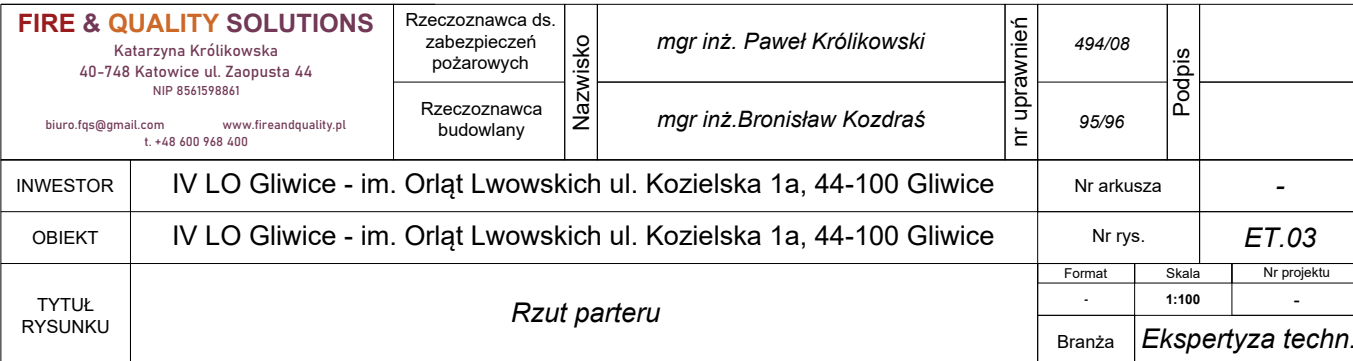 FIRE & QUALITY SOLUTIONS
Katarzyna Królikowska
40-748 Katowice ul. Zaopusta 44
NIP 8561598861
biuro.fqs@gmail.com www.fireandquality.pl
t. +48 600 968 400
Rzeczoznawca ds.
zabezpieczeń
pożarowych
Rzeczoznawca
budowlany
Nazwisko
mgr inż. Paweł Królikowski
mgr inż.Bronisław Kozdraś
nr uprawnień
494/08
95/96
Podpis
INWESTOR
IV LO Gliwice - im. Orląt Lwowskich ul. Kozielska 1a, 44-100 Gliwice
Nr arkusza
-
OBIEKT
IV LO Gliwice - im. Orląt Lwowskich ul. Kozielska 1a, 44-100 Gliwice
Nr rys.
ET.03
TYTUŁ
RYSUNKU
Rzut parteru
Format
Skala
Nr projektu
-
1:100
-
Branża
Ekspertyza techn.